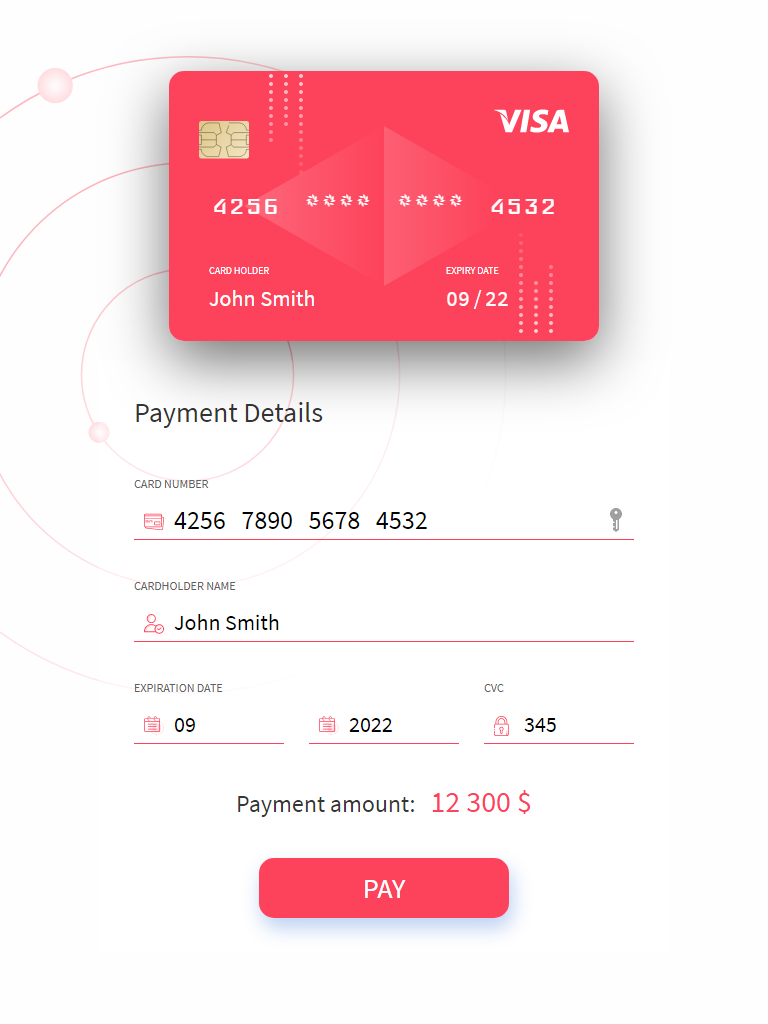 VISA
4256 **** **** 4532
CARD HOLDER EXPIRY DATE
John Smith 09 / 22
Payment Details
CARD NUMBER
4256 7890 5678 4532
CARDHOLDER NAME
John Smith
EXPIRATION DATE CVC
09 2022 345
Payment amount: 12 300 $
PAY